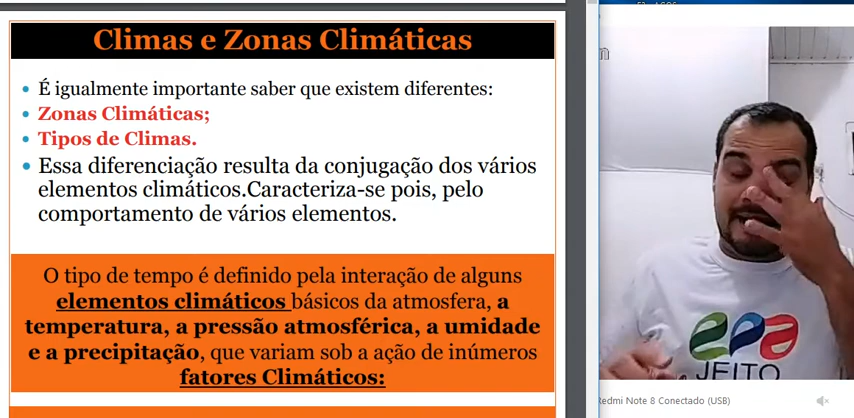 Climas e Zonas Climáticas
É igualmente importante saber que existem diferentes:
Zonas Climáticas;
Tipos de Climas.
Essa diferenciação resulta da conjugação dos vários
elementos climáticos.Caracteriza-se pois, pelo
comportamento de vários elementos.
O tipo de tempo é definido pela interação de alguns
elementos climáticos básicos da atmosfera, a
temperatura, a pressão atmosférica, a umidade
e a precipitação, que variam sob a ação de inúmeros
fatores Climáticos:
JEITO
Redmi Note 8 Conectado (USB)